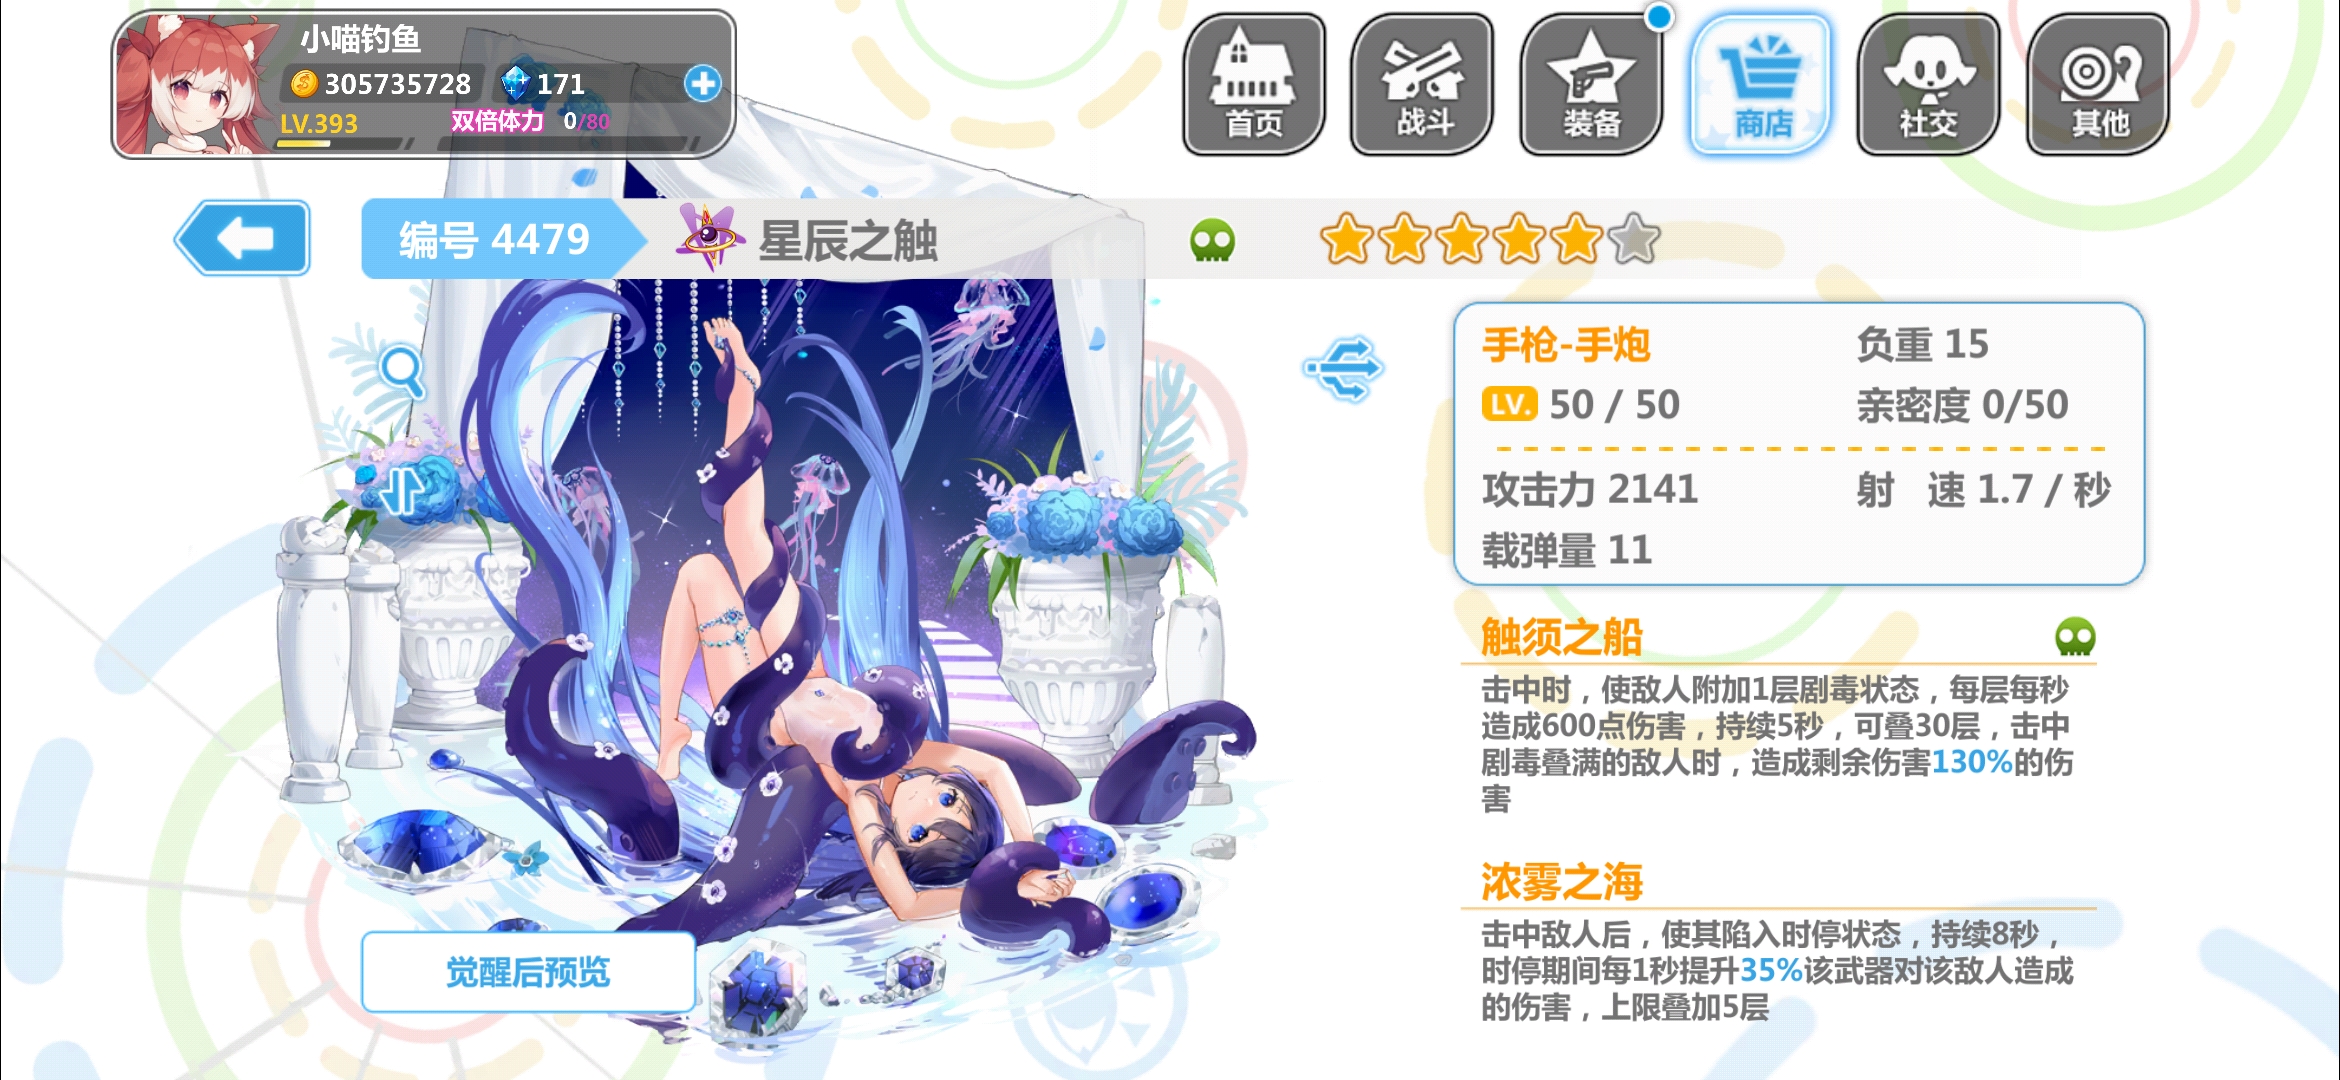 小喵钓鱼
305735728
171
LV.393
双倍体力 0/80
首页
战斗
装备
商店
社交
其他
编号 4479
星辰之触
手枪-手炮
负重 15
LV. 50 / 50
亲密度 0/50
攻击力 2141
射 速 1.7 / 秒
载弹量 11
触须之船
击中时，使敌人附加1层剧毒状态，每层每秒
造成600点伤害，持续5秒，可叠30层，击中
剧毒叠满的敌人时，造成剩余伤害130%的伤
害
浓雾之海
击中敌人后，使其陷入时停状态，持续8秒，
时停期间每1秒提升35%该武器对该敌人造成
的伤害，上限叠加5层
觉醒后预览